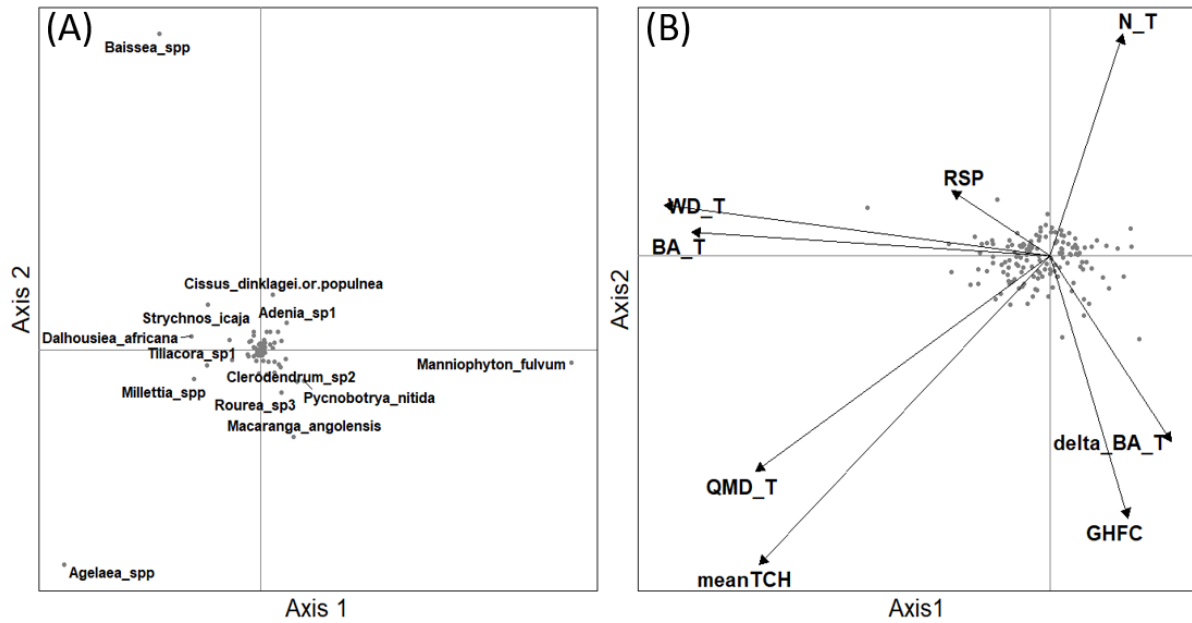 (A)
Baissea_spp
Cissus_dinklagei.or.populnea
Strychnos_icaja
Adenia_sp1
Dalhousiea_africana
Tiliacora_sp1
Manniophyton_fulvum
Clerodendrum_sp2
Millettia_spp
Pycnobotrya_nitida
Rourea_sp3
Macaranga_angolensis
Agelaea_spp
Axis 2
Axis 1
(B)
N_T
RSP
WD_T
BA_T
delta_BA_T
QMD_T
GHFC
meanTCH
Axis2
Axis1